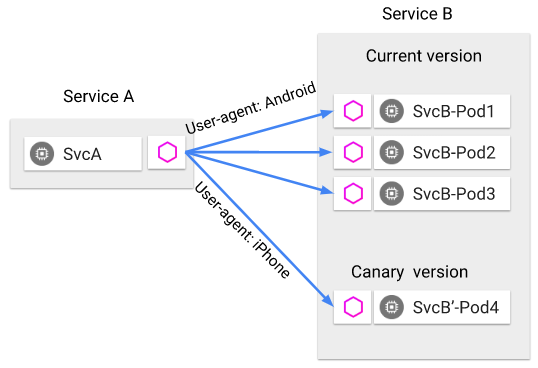 Service B
Current version
Service A
User-agent: Android
SvcA
SvcB-Pod1
SvcB-Pod2
SvcB-Pod3
User-agent: iPhone
Canary version
SvcB’-Pod4